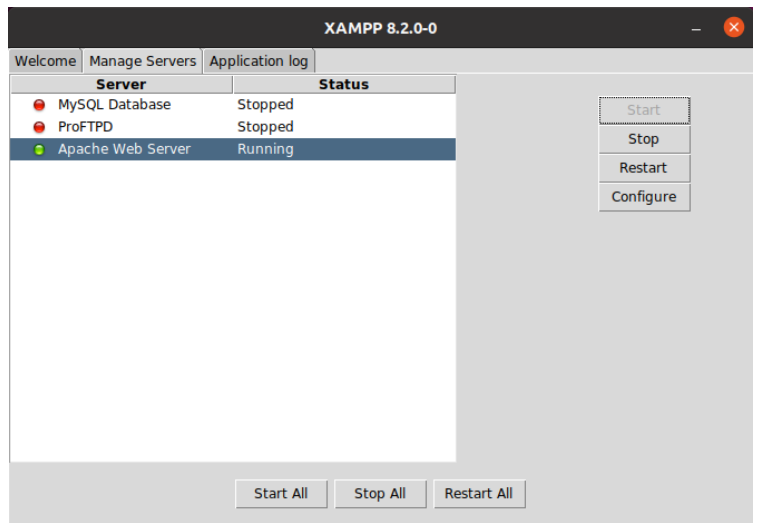 XAMPP 8.2.0-0
Welcome Manage Servers Application log
Server Status
MySQL Database Stopped
ProFTPD Stopped
Apache Web Server Running
Start
Stop
Restart
Configure
Start All Stop All Restart All